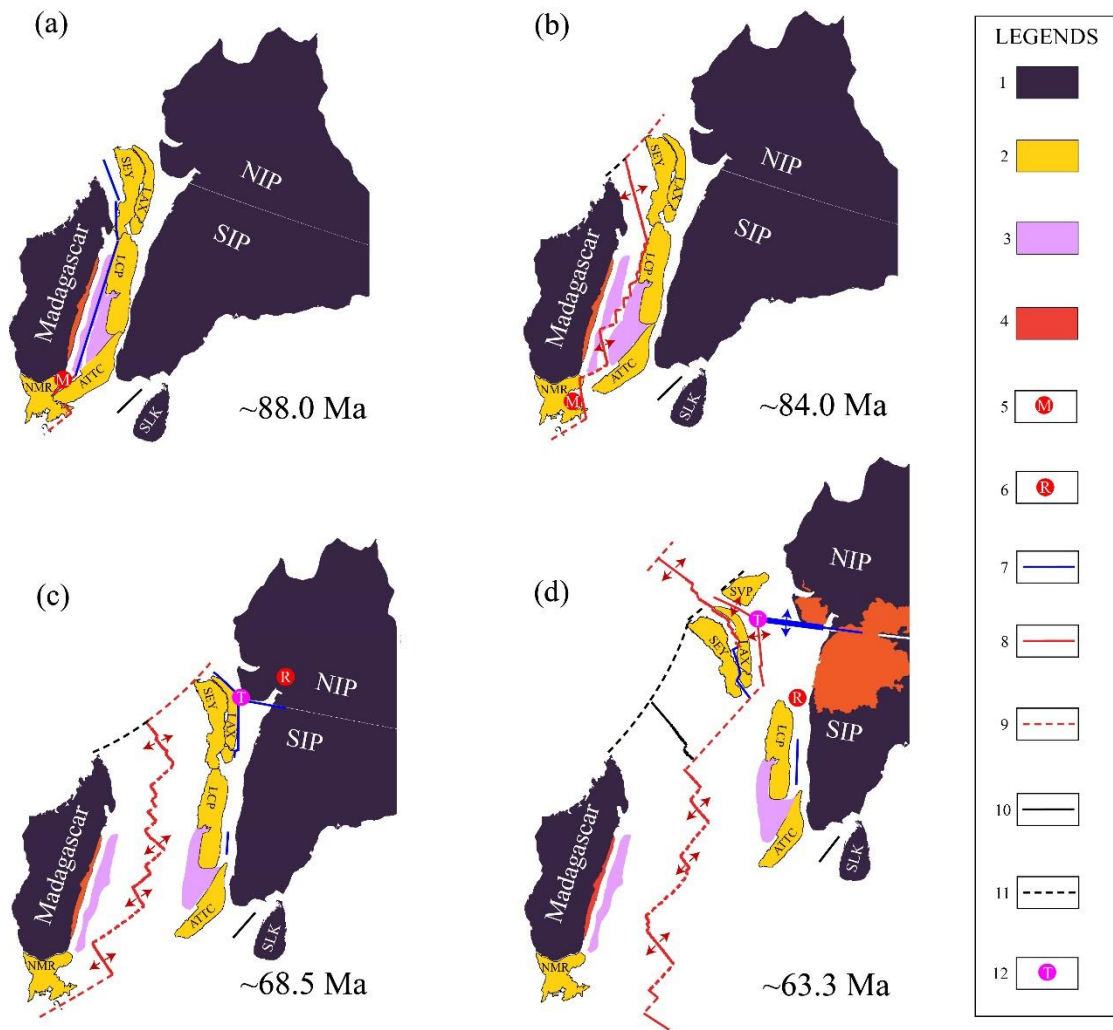 (a)
NIP
SEY
LAX
SIP
Madagascar
LCP
M
NMR
ATTC
?
SLK
~88.0 Ma
(b)
NIP
SEY
LAX
SIP
Madagascar
LCP
NMR
M
ATTC
?
SLK
~84.0 Ma
(c)
R
NIP
T
SEY
LAX
SIP
Madagascar
LCP
ATTC
SLK
NMR
?
~68.5 Ma
(d)
NIP
SVP
T
LAX
SEY
R
SIP
LCP
Madagascar
ATTC
SLK
NMR
?
~63.3 Ma
LEGENDS
1
2
3
4
5 M
6 R
7
8
9
10
11
12 T